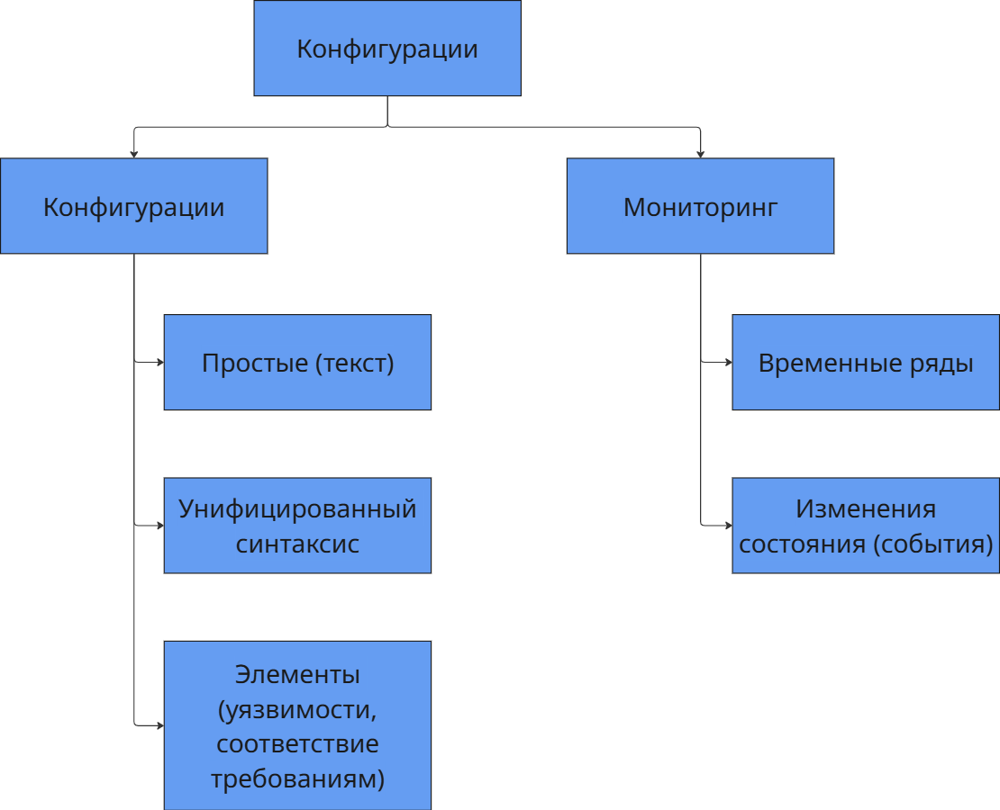 Конфигурации
Конфигурации
Мониторинг
Простые (текст)
Временные ряды
Унифицированный
синтаксис
Изменения
состояния (события)
Элементы
(уязвимости,
соответствие
требованиям)